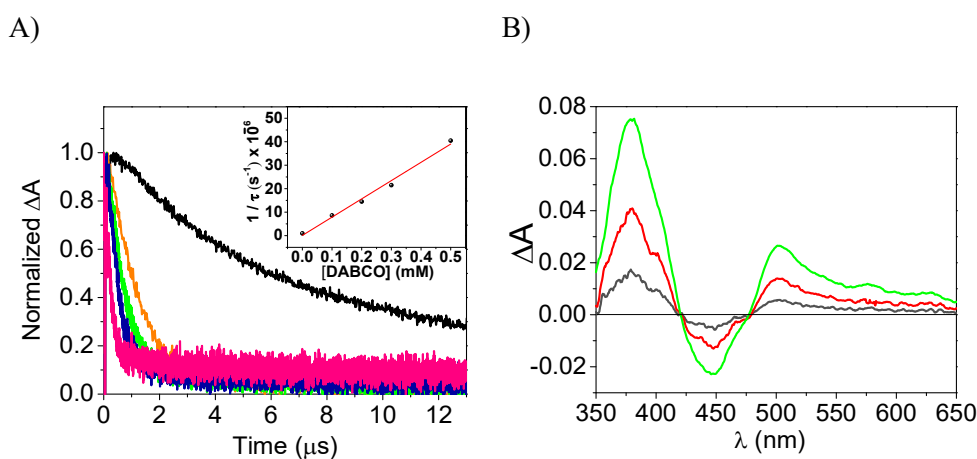 A)
B)
Normalized ΔA
1.0
0.8
0.6
0.4
0.2
0.0
0 2 4 6 8 10 12
Time (μs)
1 / τ (s⁻¹) x 10⁶
40
30
20
10
0
0.0 0.1 0.2 0.3 0.4 0.5
[DABCO] (mM)
ΔA
0.08
0.06
0.04
0.02
0.00
-0.02
350 400 450 500 550 600 650
λ (nm)